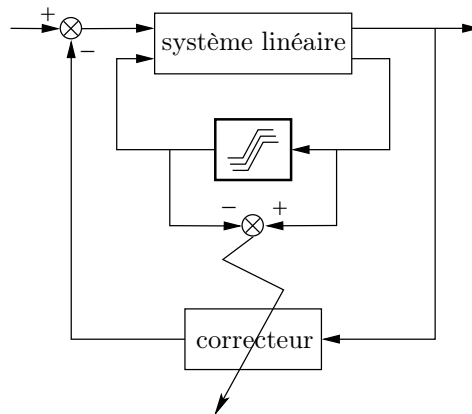 +
système linéaire
−
− +
correcteur